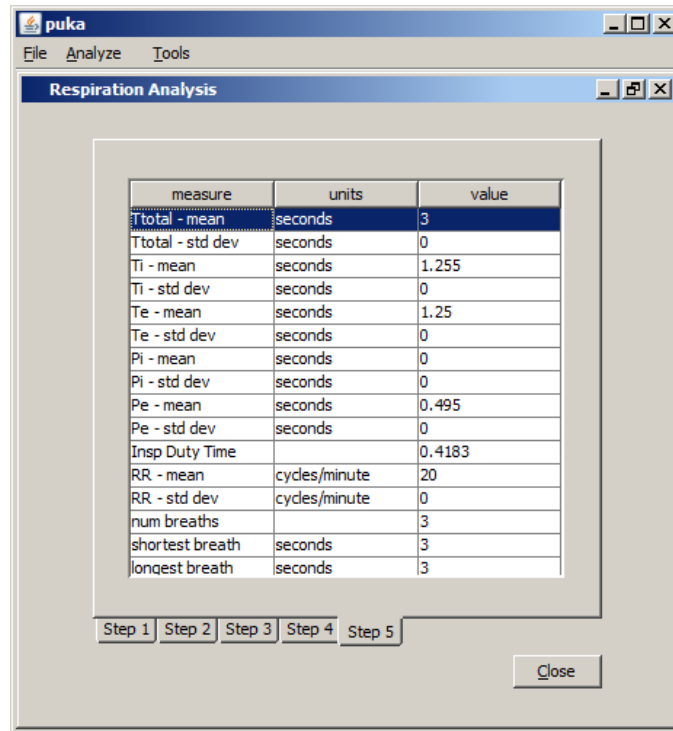 puka
File Analyze Tools
Respiration Analysis
measure units value
Ttotal - mean seconds 3
Ttotal - std dev seconds 0
Ti - mean seconds 1.255
Ti - std dev seconds 0
Te - mean seconds 1.25
Te - std dev seconds 0
Pi - mean seconds 0
Pi - std dev seconds 0
Pe - mean seconds 0.495
Pe - std dev seconds 0
Insp Duty Time 0.4183
RR - mean cycles/minute 20
RR - std dev cycles/minute 0
num breaths 3
shortest breath seconds 3
longest breath seconds 3
Step 1 Step 2 Step 3 Step 4 Step 5
Close